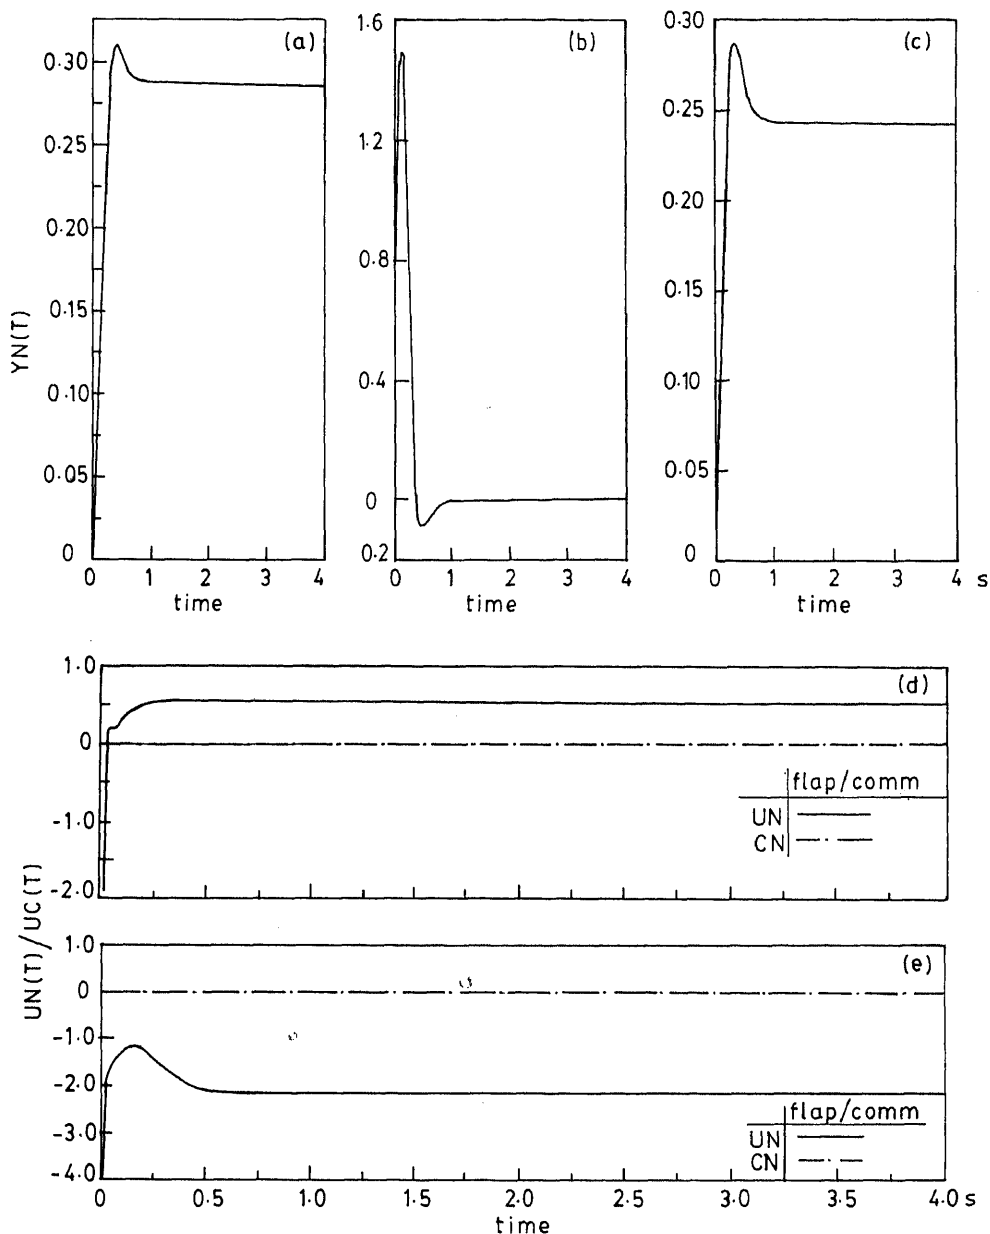 (a)
0.30
0.25
0.20
0.15
0.10
0.05
0
0 1 2 3 4
time
YN(T)
(b)
1.6
1.2
0.8
0.4
0
0.2
0 1 2 3 4
time
(c)
0.30
0.25
0.20
0.15
0.10
0.05
0
0 1 2 3 4 s
time
UN(T)/UC(T)
(d)
1.0
0
-1.0
-2.0
flap/comm
UN
CN
(e)
1.0
0
-1.0
-2.0
-3.0
-4.0
flap/comm
UN
CN
0 0.5 1.0 1.5 2.0 2.5 3.0 3.5 4.0 s
time